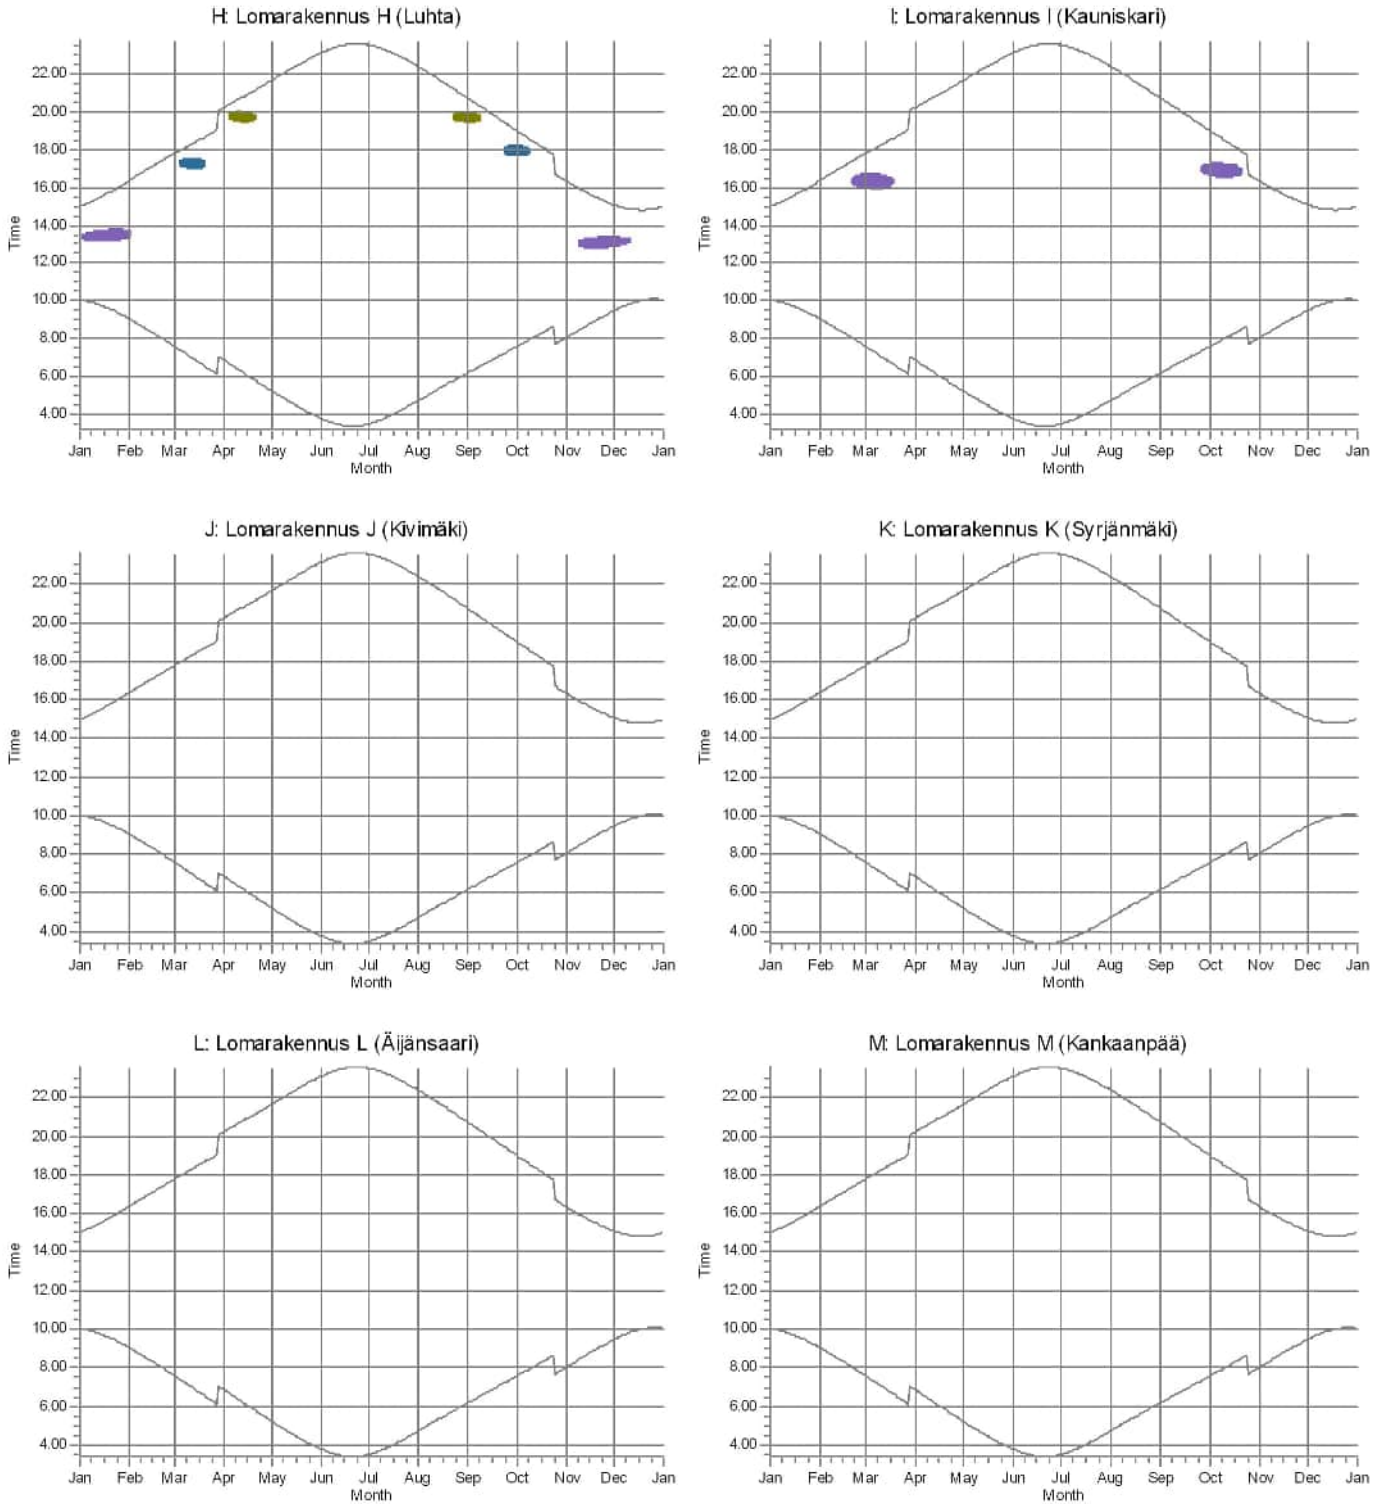 H: Lomarakennus H (Luhta)
22.00
20.00
18.00
16.00
14.00
12.00
10.00
8.00
6.00
4.00
Time
Jan Feb Mar Apr May Jun Jul Aug Sep Oct Nov Dec Jan
Month
I: Lomarakennus I (Kauniskari)
22.00
20.00
18.00
16.00
14.00
12.00
10.00
8.00
6.00
4.00
Time
Jan Feb Mar Apr May Jun Jul Aug Sep Oct Nov Dec Jan
Month
J: Lomarakennus J (Kivimäki)
22.00
20.00
18.00
16.00
14.00
12.00
10.00
8.00
6.00
4.00
Time
Jan Feb Mar Apr May Jun Jul Aug Sep Oct Nov Dec Jan
Month
K: Lomarakennus K (Syrjänmäki)
22.00
20.00
18.00
16.00
14.00
12.00
10.00
8.00
6.00
4.00
Time
Jan Feb Mar Apr May Jun Jul Aug Sep Oct Nov Dec Jan
Month
L: Lomarakennus L (Äijänsaari)
22.00
20.00
18.00
16.00
14.00
12.00
10.00
8.00
6.00
4.00
Time
Jan Feb Mar Apr May Jun Jul Aug Sep Oct Nov Dec Jan
Month
M: Lomarakennus M (Kankaanpää)
22.00
20.00
18.00
16.00
14.00
12.00
10.00
8.00
6.00
4.00
Time
Jan Feb Mar Apr May Jun Jul Aug Sep Oct Nov Dec Jan
Month